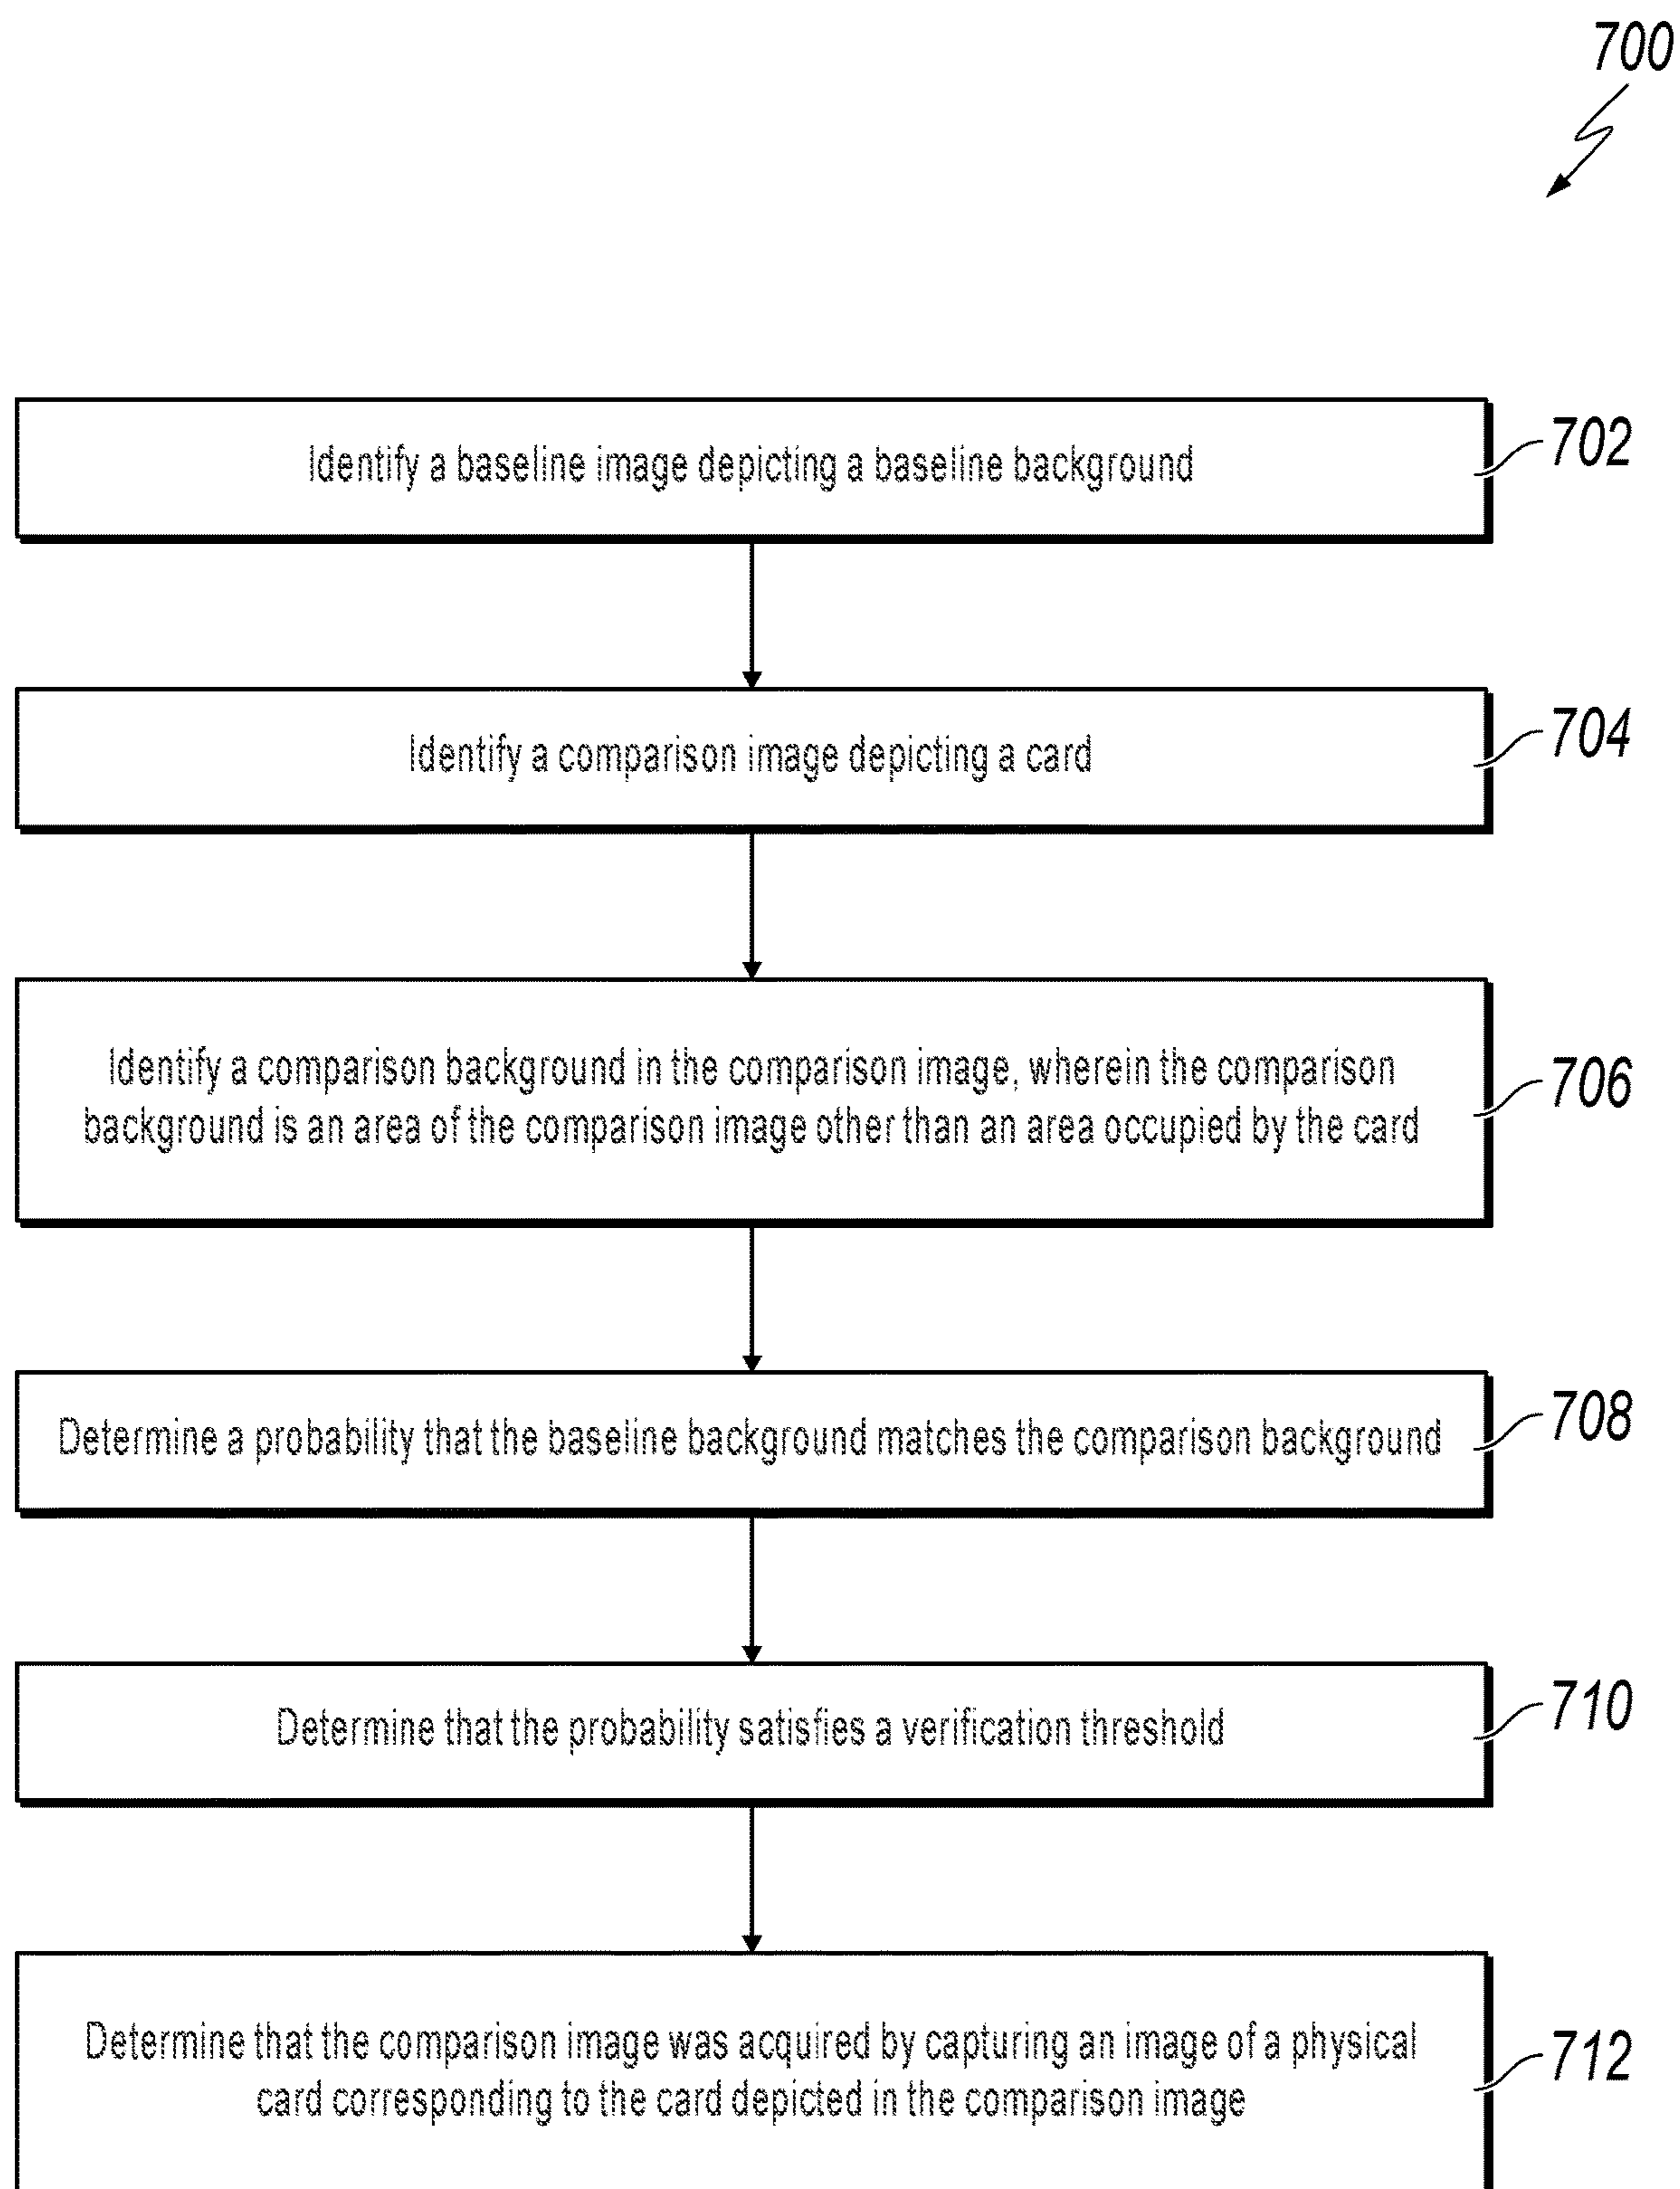 700
Identify a baseline image depicting a baseline background
702
Identify a comparison image depicting a card
704
Identify a comparison background in the comparison image, wherein the comparison
background is an area of the comparison image other than an area occupied by the card
706
Determine a probability that the baseline background matches the comparison background
708
Determine that the probability satisfies a verification threshold
710
Determine that the comparison image was acquired by capturing an image of a physical
card corresponding to the card depicted in the comparison image
712